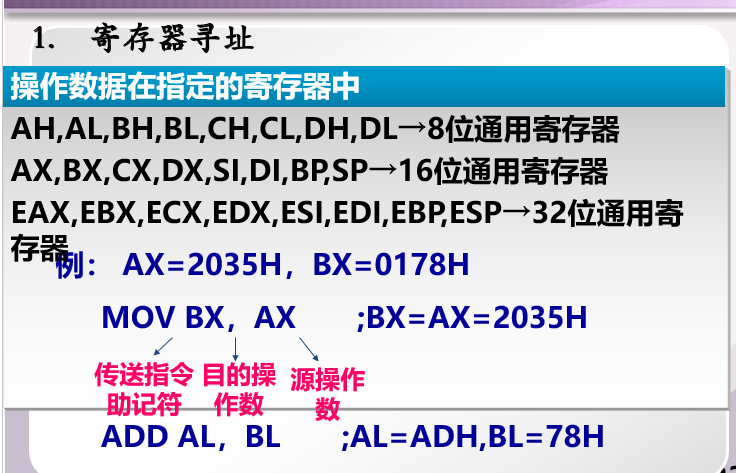 1. 寄存器寻址
操作数据在指定的寄存器中
AH,AL,BH,BL,CH,CL,DH,DL→8位通用寄存器
AX,BX,CX,DX,SI,DI,BP,SP→16位通用寄存器
EAX,EBX,ECX,EDX,ESI,EDI,EBP,ESP→32位通用寄
存器
例： AX=2035H，BX=0178H
MOV BX，AX ;BX=AX=2035H
传送指令 目的操 源操作
助记符 作数 数
ADD AL，BL ;AL=ADH,BL=78H